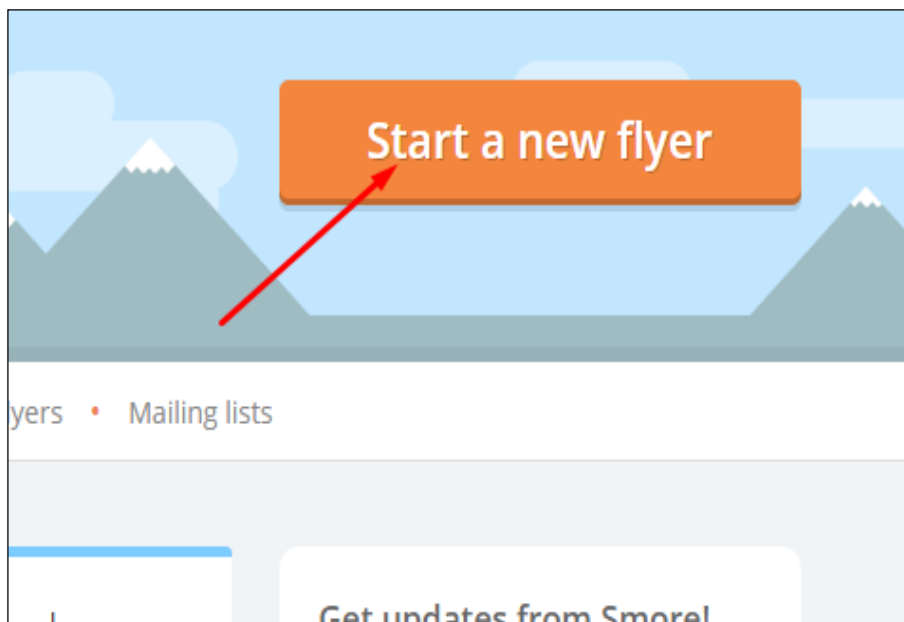 Start a new flyer
lyers • Mailing lists
Get updates from Smore!